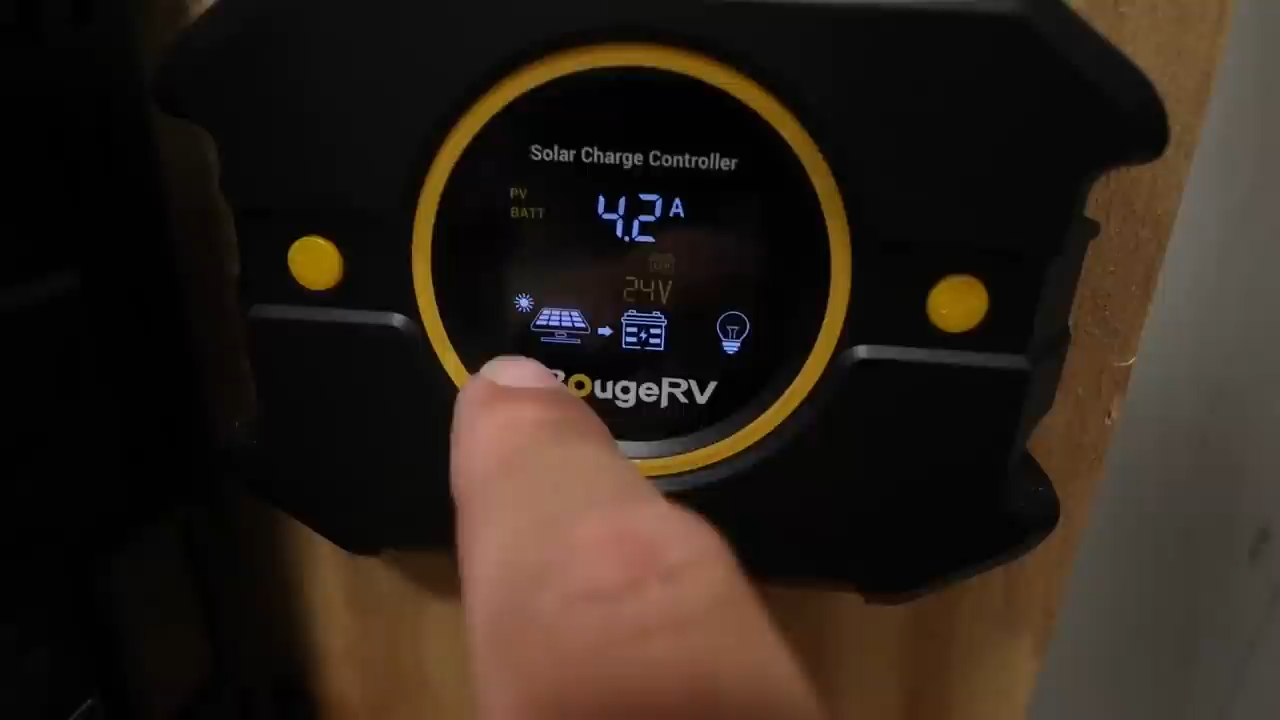 Solar Charge Controller
PV
BATT
4.2 A
24V
ougeRV